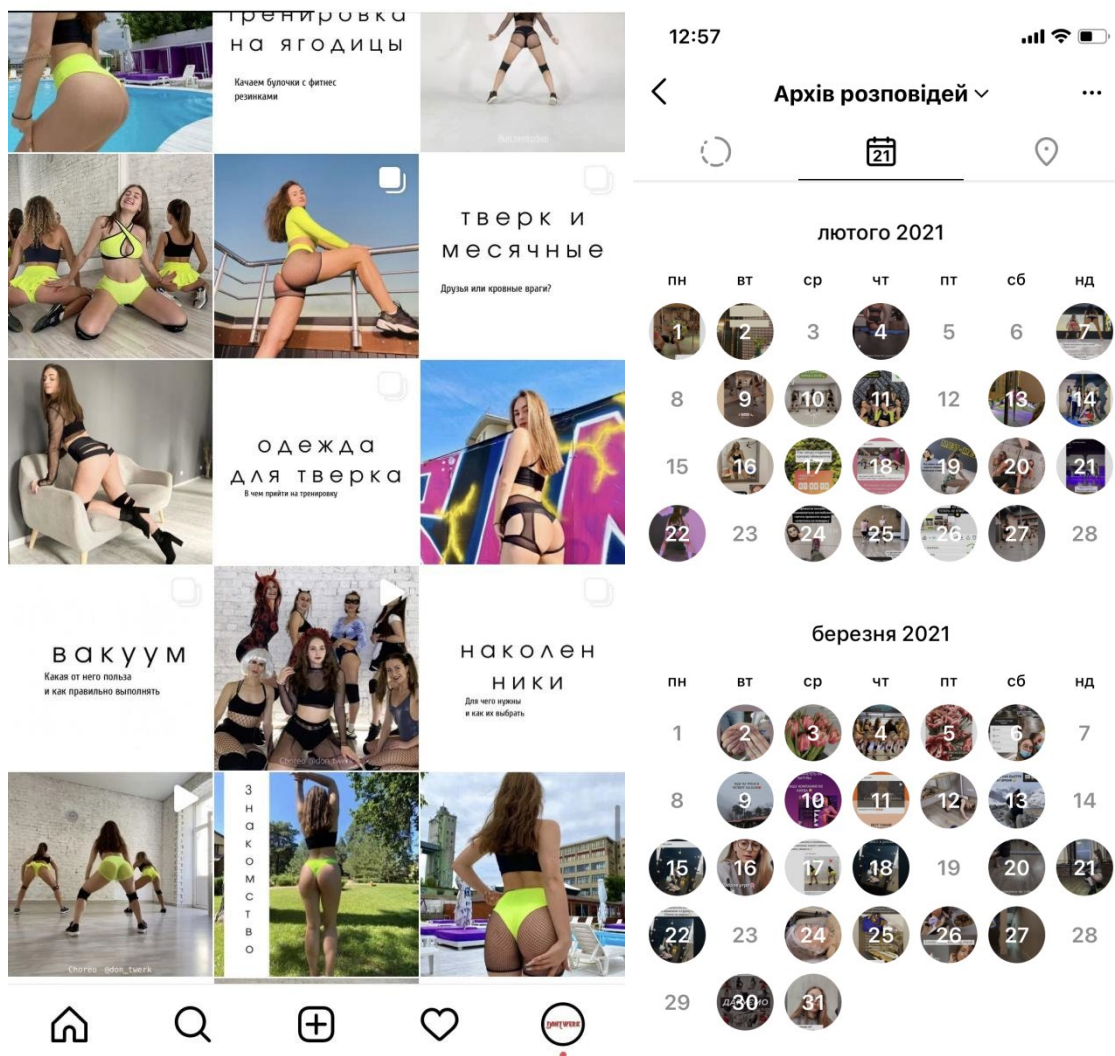 тренировка
на ягодицы
Качаем булочки с фитнес
резинками
тверк и
месячные
Друзья или кровные враги?
одежда
для тверка
В чем прийти на тренировку
вакуум
Какая от него польза
и как правильно выполнять
Choreo @don_twerk
наколен
ники
Для чего нужны
и как их выбрать
Choreo @don_twerk
Знакомство
12:57
Архів розповідей
21
лютого 2021
пн вт ср чт пт сб нд
1 2 3 4 5 6 7
8 9 10 11 12 13 14
15 16 17 18 19 20 21
22 23 24 25 26 27 28
березня 2021
пн вт ср чт пт сб нд
1 2 3 4 5 6 7
8 9 10 11 12 13 14
15 16 17 18 19 20 21
22 23 24 25 26 27 28
29 30 31